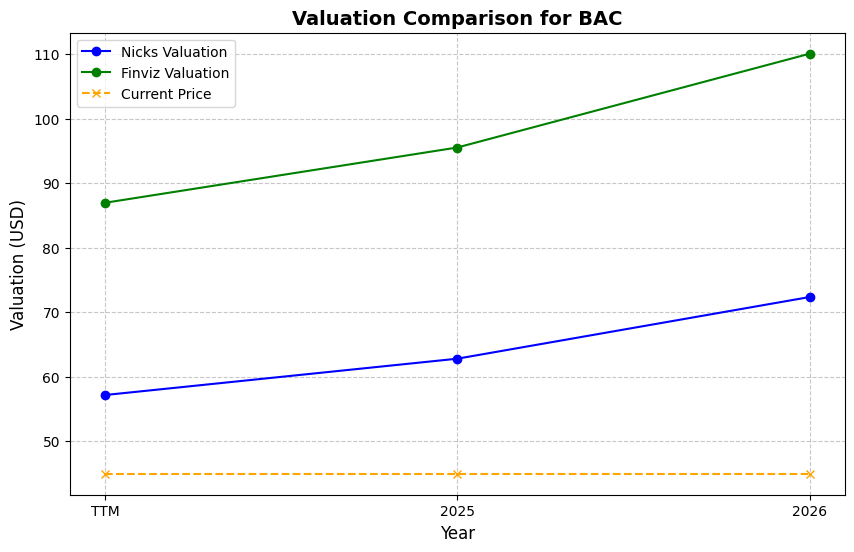 Valuation Comparison for BAC
Nicks Valuation
Finviz Valuation
Current Price
Valuation (USD)
110
100
90
80
70
60
50
TTM
2025
2026
Year